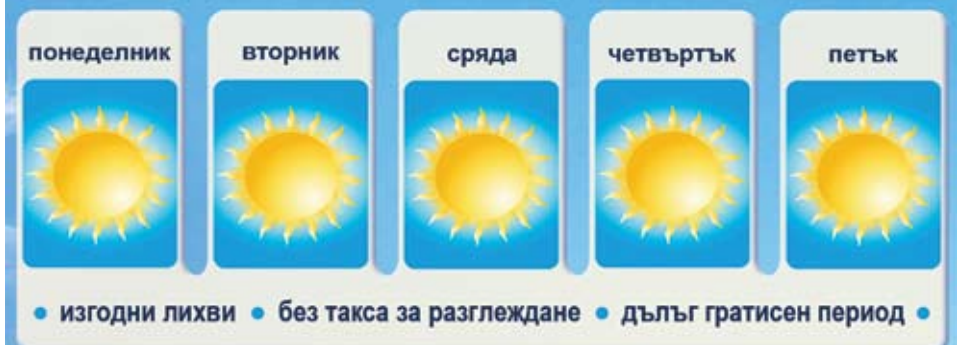 понеделник вторник сряда четвъртък петък
• изгодни лихви • без такса за разглеждане • дълъг гратисен период •